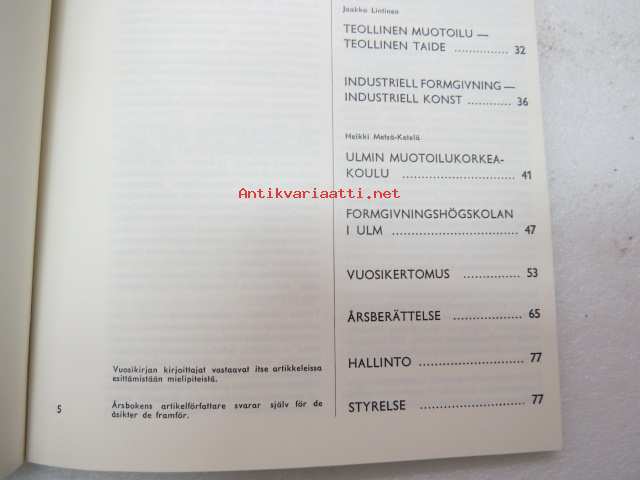 Jaakko Lintinen
TEOLLINEN MUOTOILU —
TEOLLINEN TAIDE .............. 32
INDUSTRIELL FORMGIVNING —
INDUSTRIELL KONST ........... 36
Heikki Metsä-Ketelä
ULMIN MUOTOILUKORKEA-
KOULU ............................. 41
Antikvariaatti.net
FORMGIVNINGSHÖGSKOLAN
I ULM ................................ 47
VUOSIKERTOMUS .............. 53
ÅRSBERÄTTELSE ................. 65
HALLINTO ......................... 77
STYRELSE .......................... 77
Vuosikirjan kirjoittajat vastaavat itse artikkeleissa
esittämistään mielipiteistä.
Årsbokens artikelförfattare svarar själv för de
åsikter de framför.
5